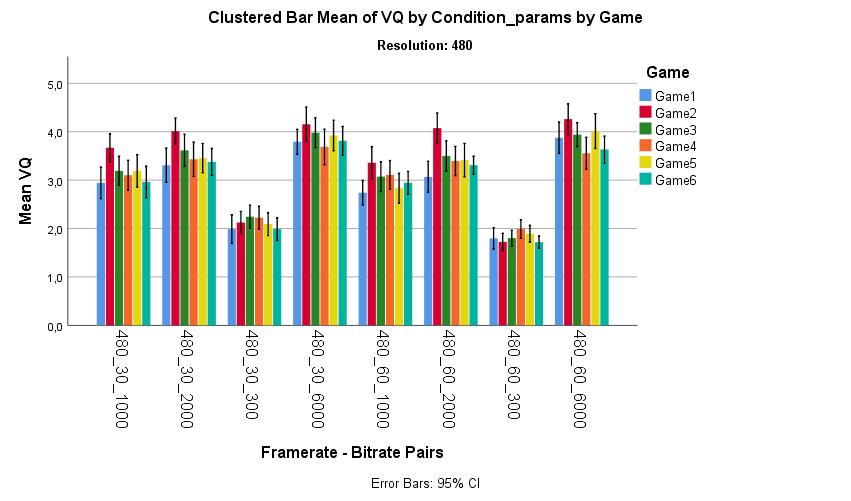 Clustered Bar Mean of VQ by Condition_params by Game
Resolution: 480
Game
Game1
Game2
Game3
Game4
Game5
Game6
Mean VQ
5,0
4,0
3,0
2,0
1,0
0,0
480_30_1000
480_30_2000
480_30_300
480_30_6000
480_60_1000
480_60_2000
480_60_300
480_60_6000
Framerate - Bitrate Pairs
Error Bars: 95% CI